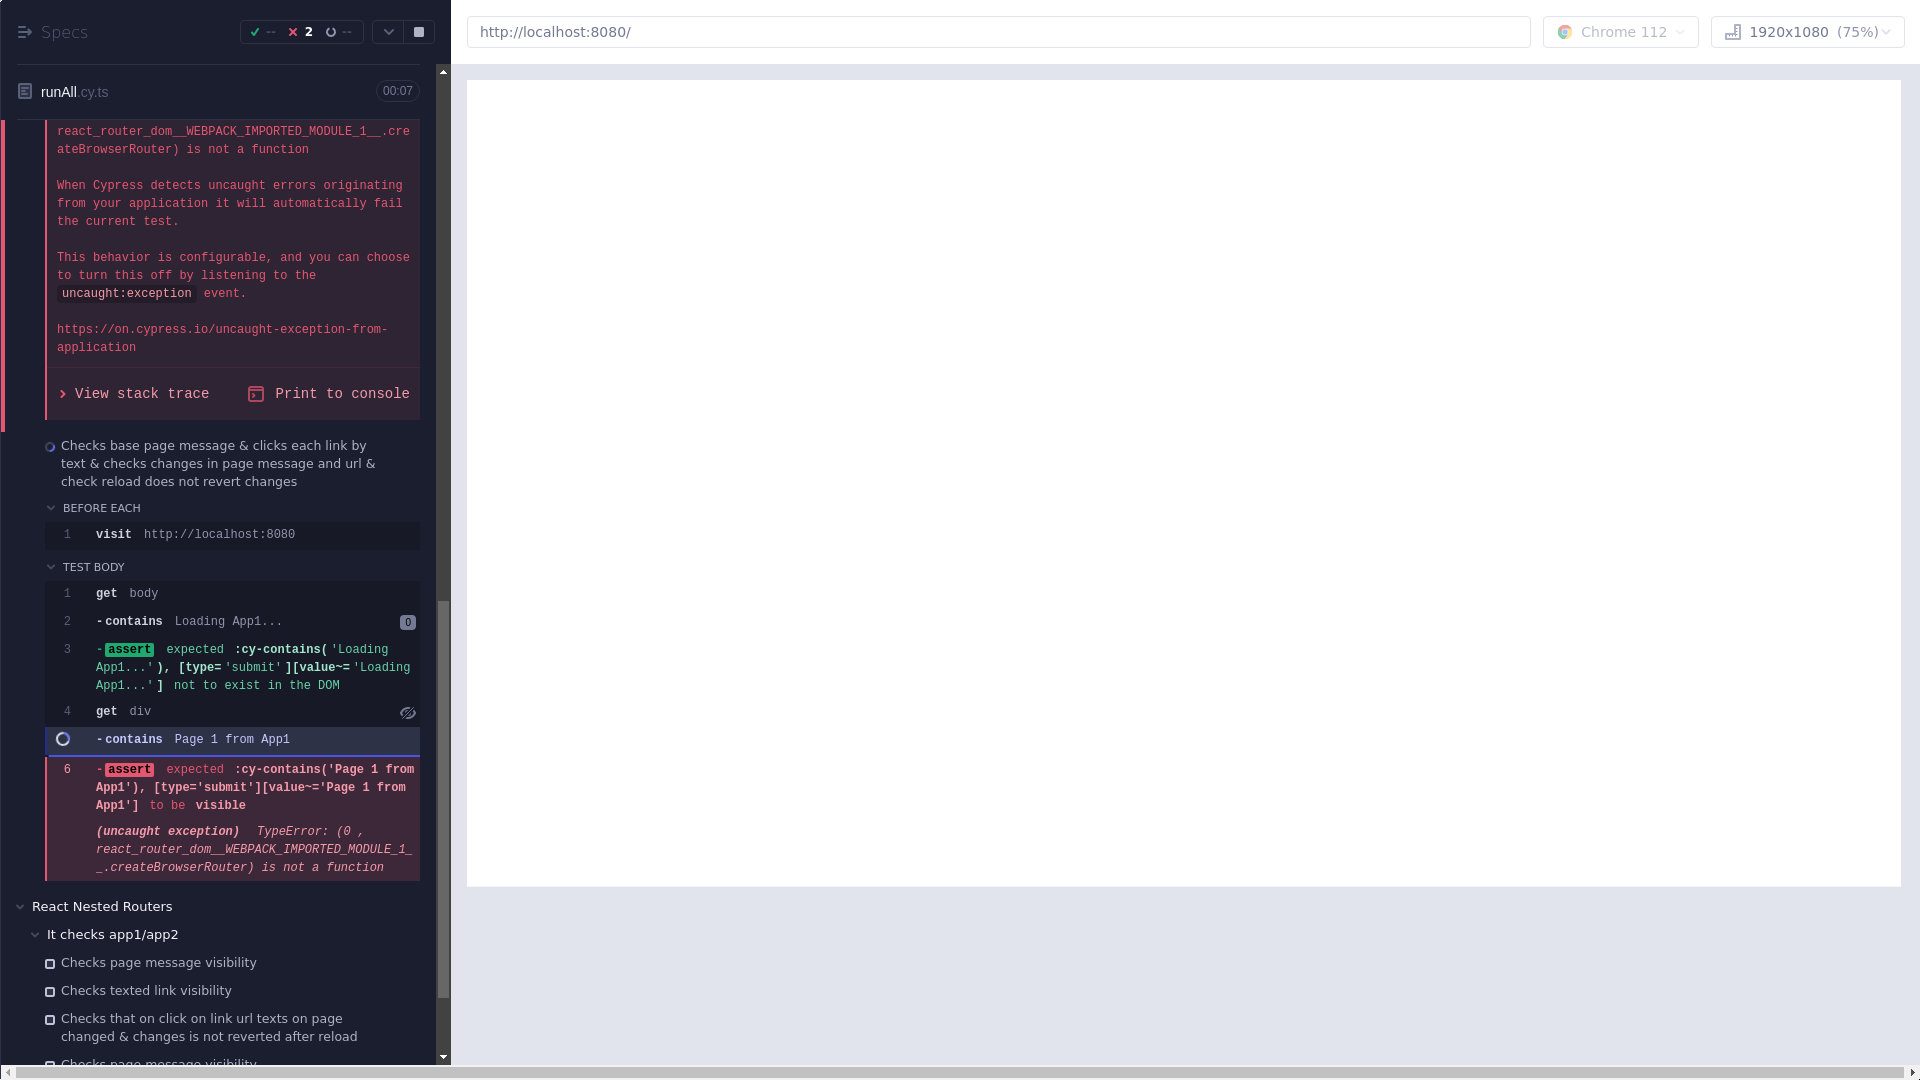 Specs
-- 2 --
http://localhost:8080/
Chrome 112
1920x1080 (75%)
runAll.cy.ts
00:07
react_router_dom__WEBPACK_IMPORTED_MODULE_1__.cre
ateBrowserRouter) is not a function
When Cypress detects uncaught errors originating
from your application it will automatically fail
the current test.
This behavior is configurable, and you can choose
to turn this off by listening to the
uncaught:exception event.
https://on.cypress.io/uncaught-exception-from-
application
View stack trace
Print to console
Checks base page message & clicks each link by
text & checks changes in page message and url &
check reload does not revert changes
BEFORE EACH
1 visit http://localhost:8080
TEST BODY
1 get body
2 -contains Loading App1... 0
3 -assert expected :cy-contains('Loading
App1...'), [type='submit'][value~='Loading
App1...'] not to exist in the DOM
4 get div
-contains Page 1 from App1
6 -assert expected :cy-contains('Page 1 from
App1'), [type='submit'][value~='Page 1 from
App1'] to be visible
(uncaught exception) TypeError: (0 ,
react_router_dom__WEBPACK_IMPORTED_MODULE_1_
_.createBrowserRouter) is not a function
React Nested Routers
It checks app1/app2
Checks page message visibility
Checks texted link visibility
Checks that on click on link url texts on page
changed & changes is not reverted after reload
Checks page message visibility